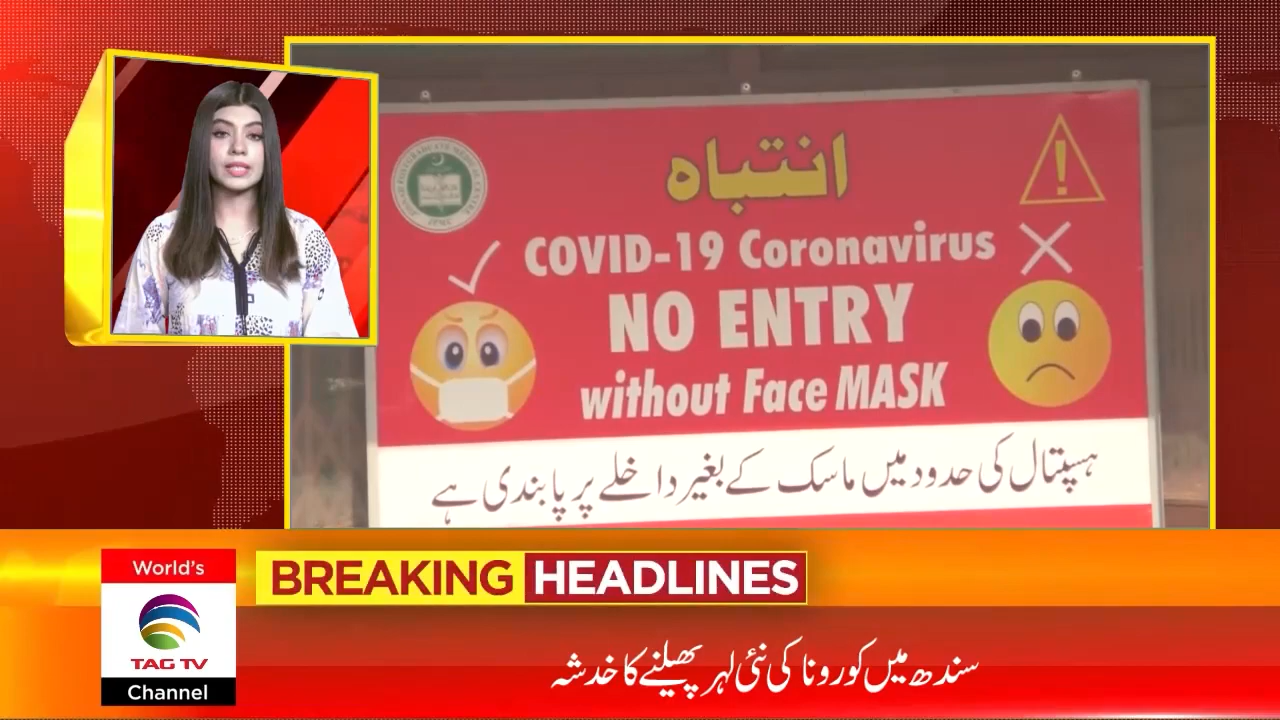 انتباہ
COVID-19 Coronavirus
NO ENTRY
without Face MASK
ہسپتال کی حدود میں ماسک کے بغیر داخلے پر پابندی ہے
World's
TAG TV
Channel
BREAKING HEADLINES
سندھ میں کورونا کی نئی لہر پھیلنے کا خدشہ